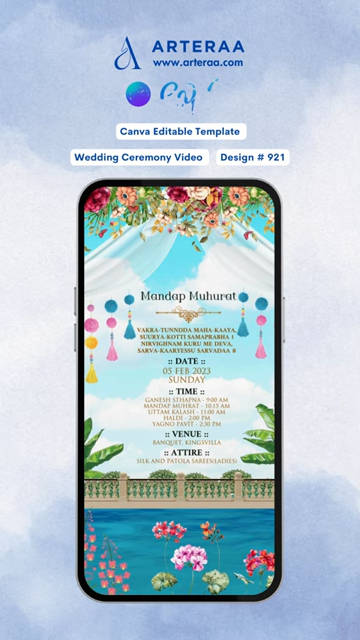 ARTERAA
www.arteraa.com
Canva Editable Template
Wedding Ceremony Video
Design # 921
Mandap Muhurat
VAKRA-TUNNDDA MAHA-KAAYA,
SUURYA-KOTTI SAMAPRABHA |
NIRVIGHNAM KURU ME DEVA,
SARVA-KAARYESSU SARVADAA ॥
:: DATE ::
05 FEB 2023
SUNDAY
:: TIME ::
GANESH STHAPNA - 9:00 AM
MANDAP MUHRAT - 10:15 AM
UTTAM KALASH - 11:00 AM
HALDI - 2:00 PM
YAGNO PAVIT - 2:30 PM
:: VENUE ::
BANQUET, KINGSVILLA
:: ATTIRE ::
SILK AND PATOLA SAREES(LADIES)